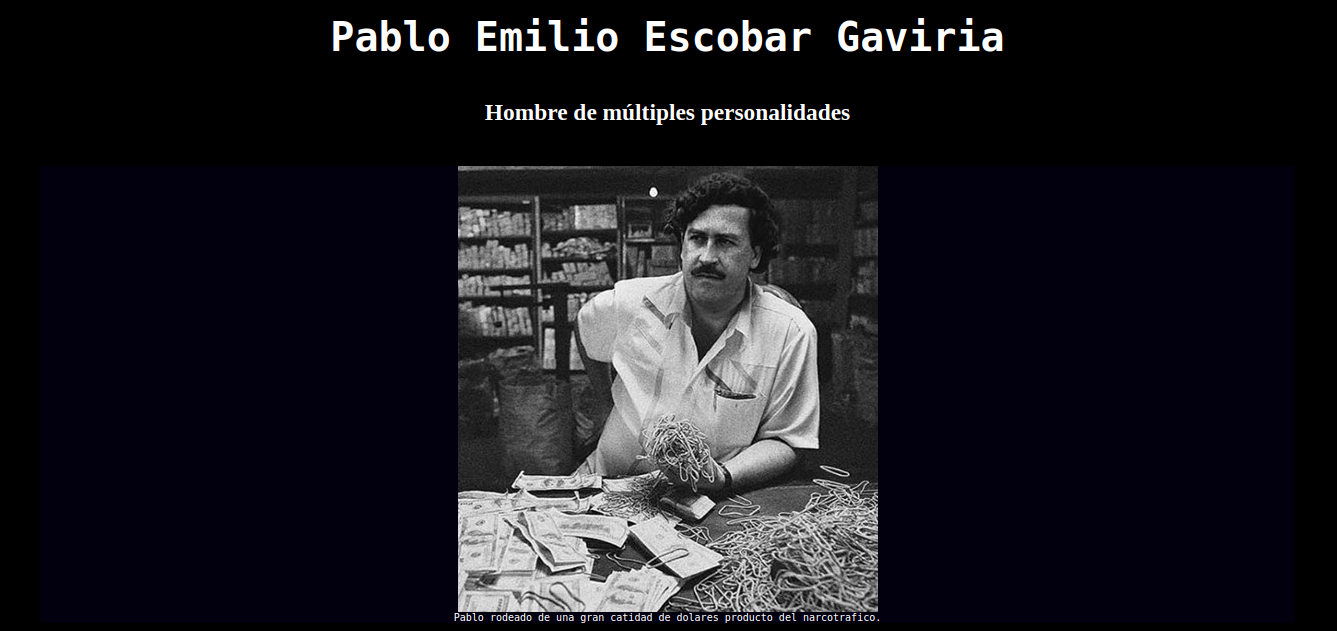 Pablo Emilio Escobar Gaviria
Hombre de múltiples personalidades
Pablo rodeado de una gran catidad de dolares producto del narcotrafico.